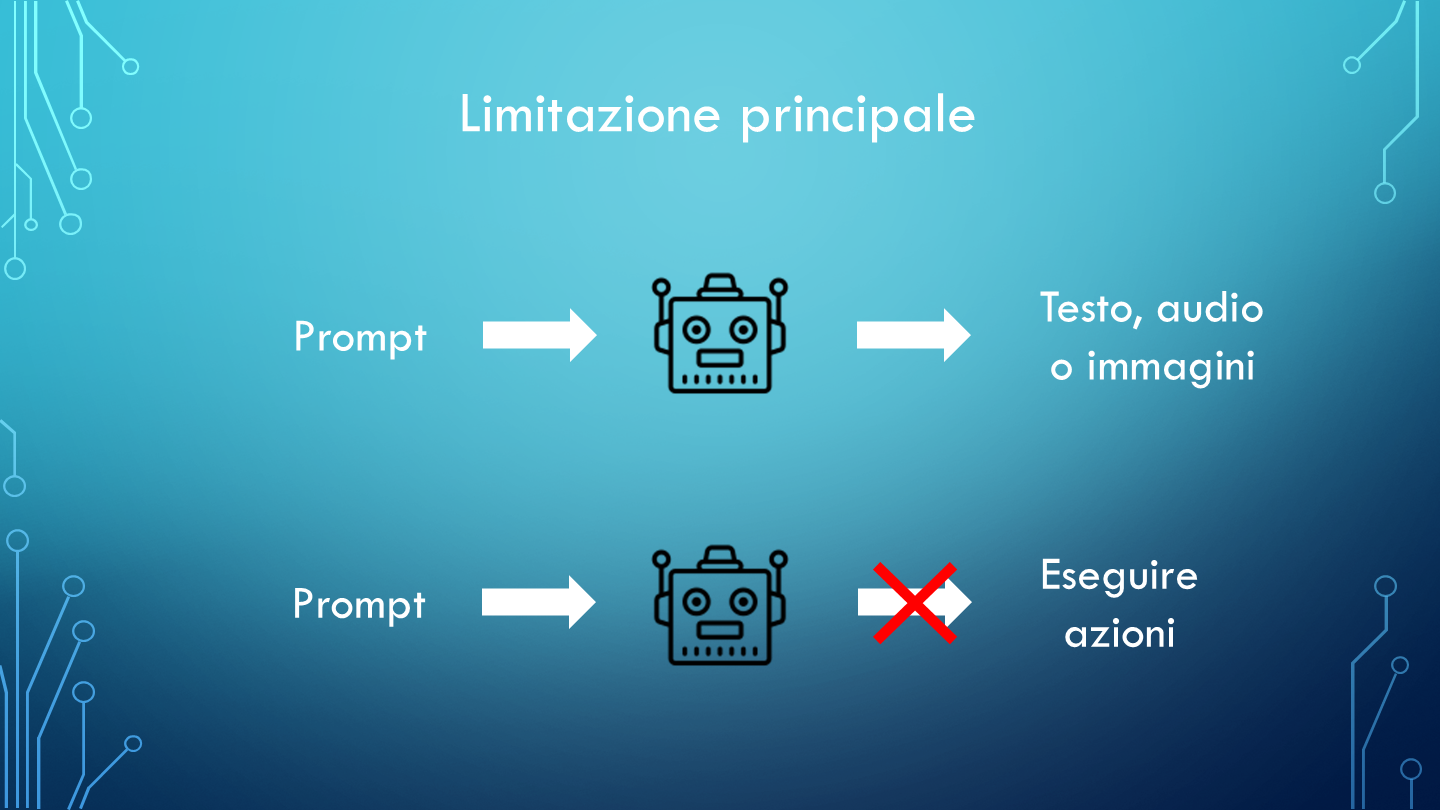 Limitazione principale
Prompt
Testo, audio
o immagini
Prompt
Eseguire
azioni